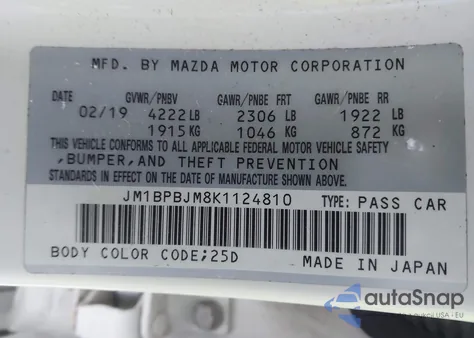 MFD. BY MAZDA MOTOR CORPORATION
DATE GVWR/PNBV GAWR/PNBE FRT GAWR/PNBE RR
02/19 4222 LB 2306 LB 1922 LB
1915 KG 1046 KG 872 KG
THIS VEHICLE CONFORMS TO ALL APPLICABLE FEDERAL MOTOR VEHICLE SAFETY
,BUMPER,AND THEFT PREVENTION
STANDARDS IN EFFECT ON THE DATE OF MANUFACTURE SHOWN ABOVE.
JM1BPBJM8K1124810 TYPE: PASS CAR
BODY COLOR CODE;25D MADE IN JAPAN
autaSnap
USA - EU